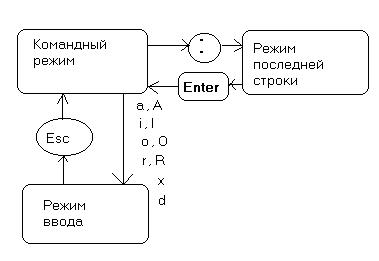 Командный
режим
:
Режим
последней
строки
Enter
a, A
i, I
o, O
r, R
x
d
Esc
Режим
ввода